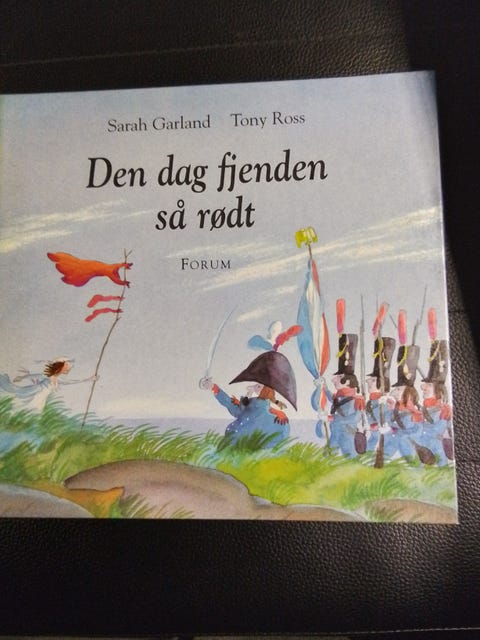 Sarah Garland Tony Ross
Den dag fjenden
så rødt
FORUM